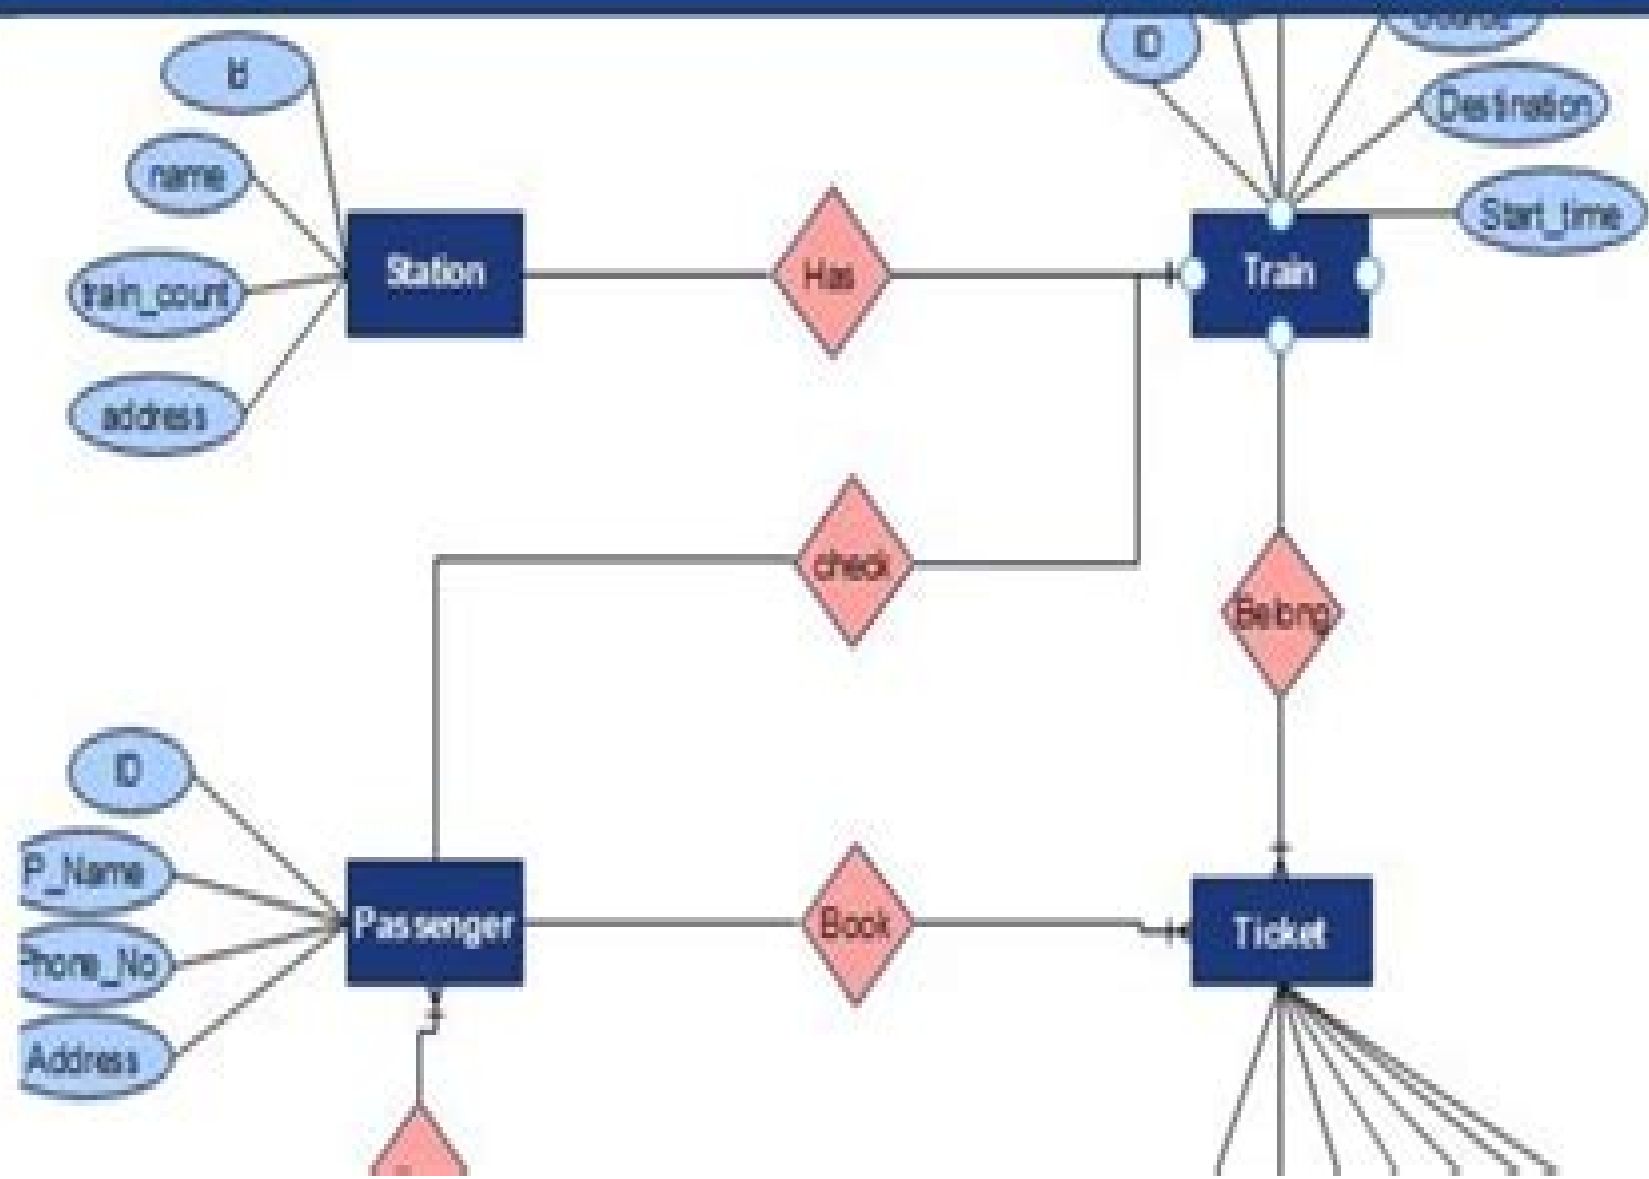 Id
name
train_count
address
Station
Has
ID
Destination
Start_time
Train
check
Belong
ID
P_Name
Phone_No
Address
Passenger
Book
Ticket